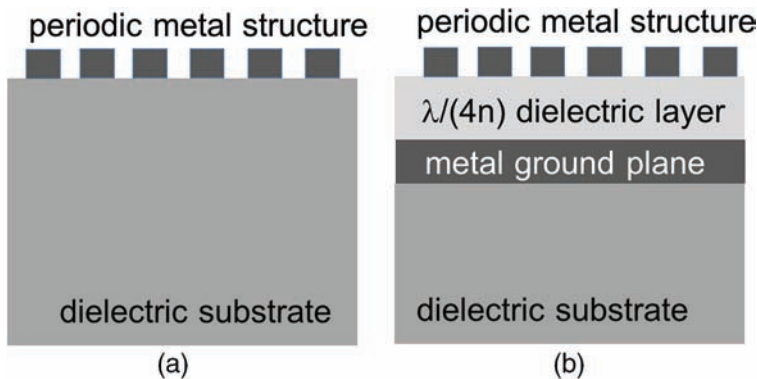 periodic metal structure
dielectric substrate
(a)
periodic metal structure
λ/(4n) dielectric layer
metal ground plane
dielectric substrate
(b)